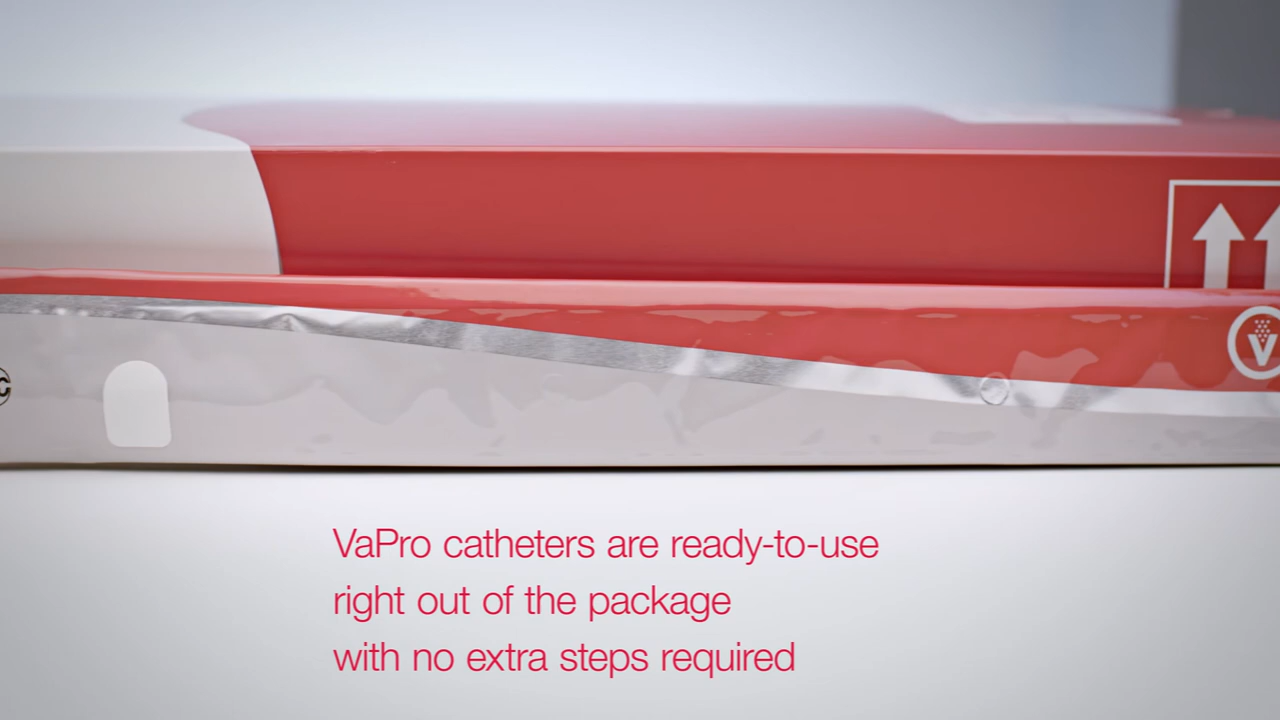 V
VaPro catheters are ready-to-use
right out of the package
with no extra steps required